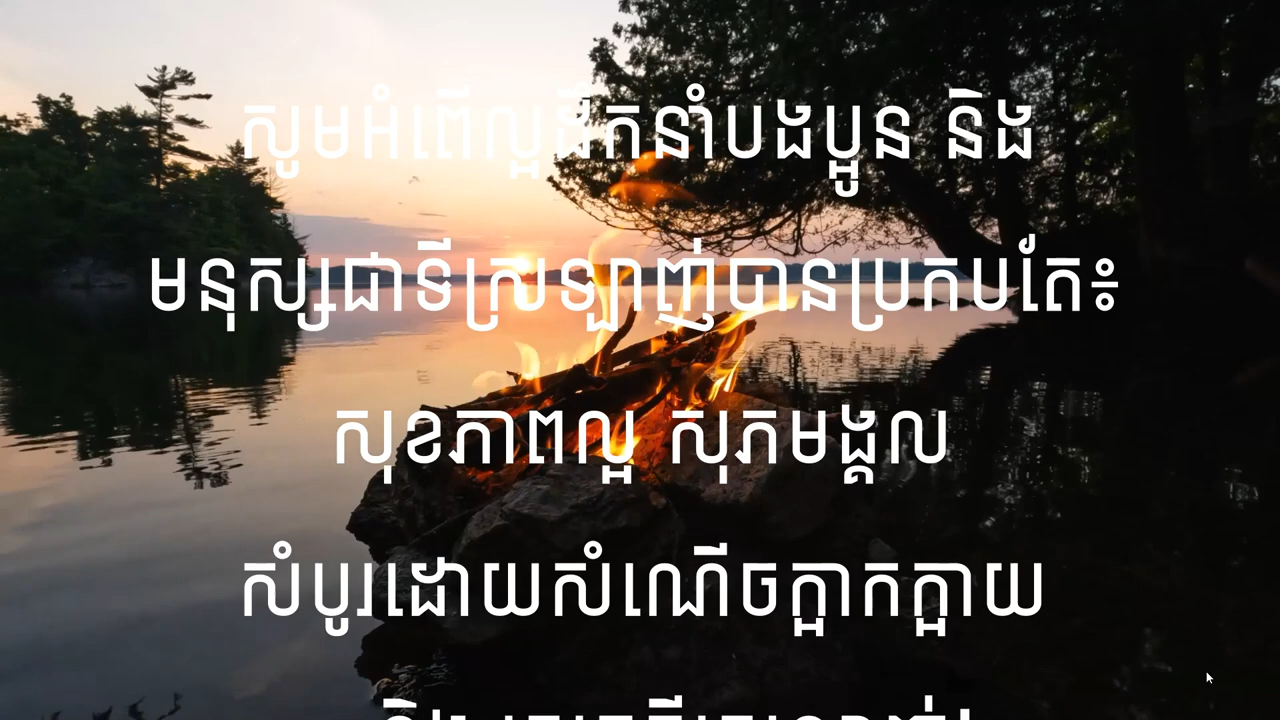 សូមអំពើល្អដឹកនាំបងប្អូន និង
មនុស្សជាទីស្រឡាញ់បានប្រកបតែ៖
សុខភាពល្អ សុភមង្គល
សំបូរដោយសំណើចក្អាកក្អាយ